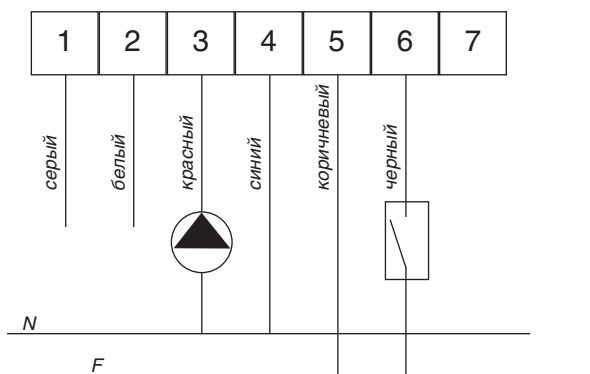 1 2 3 4 5 6 7
серый
белый
красный
синий
коричневый
черный
N
F